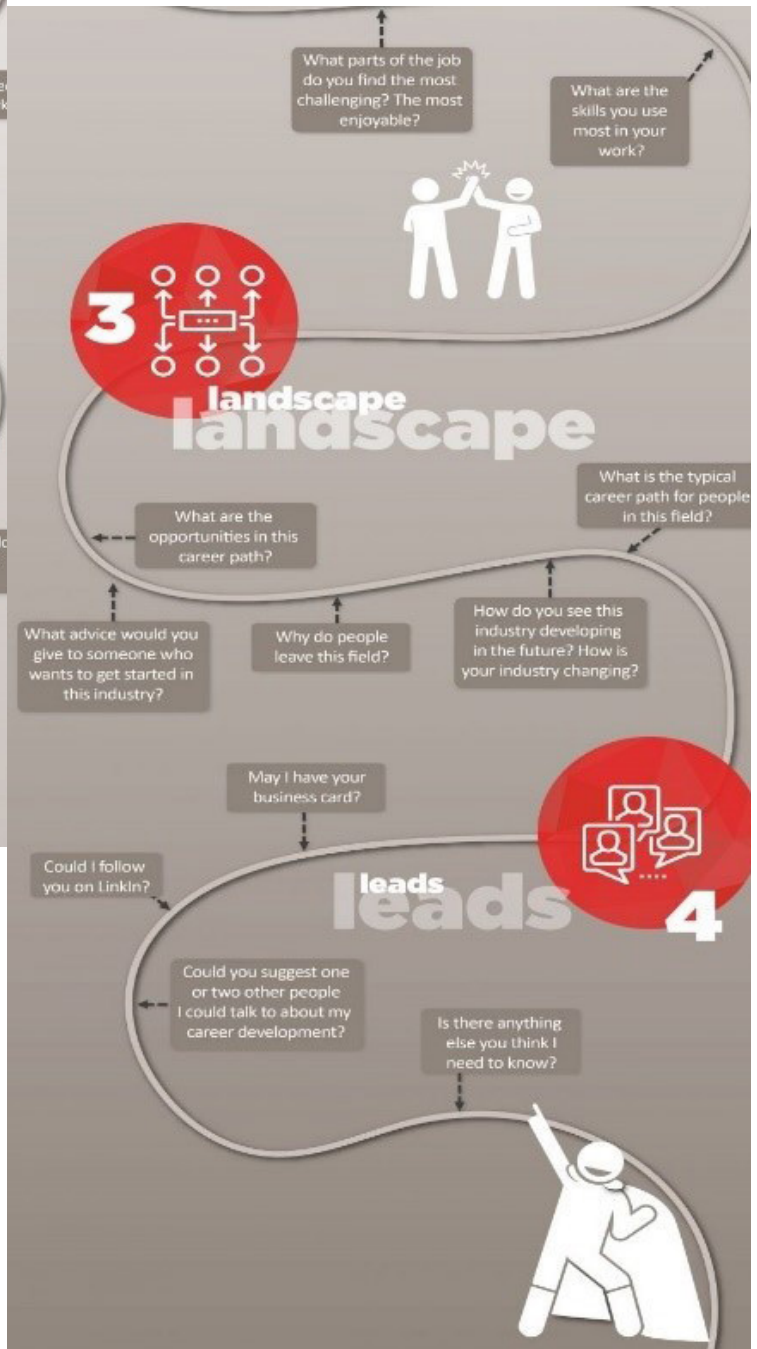 What parts of the job
do you find the most
challenging? The most
enjoyable?
What are the
skills you use
most in your
work?
3
landscape
landscape
What is the typical
career path for people
in this field?
What are the
opportunities in this
career path?
What advice would you
give to someone who
wants to get started in
this industry?
Why do people
leave this field?
How do you see this
industry developing
in the future? How is
your industry changing?
May I have your
business card?
4
leads
leads
Could I follow
you on LinkIn?
Could you suggest one
or two other people
I could talk to about my
career development?
Is there anything
else you think I
need to know?